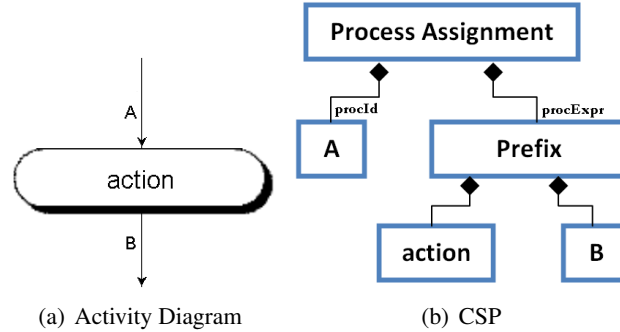 A
action
B
(a) Activity Diagram
Process Assignment
procId
procExpr
A
Prefix
action
B
(b) CSP